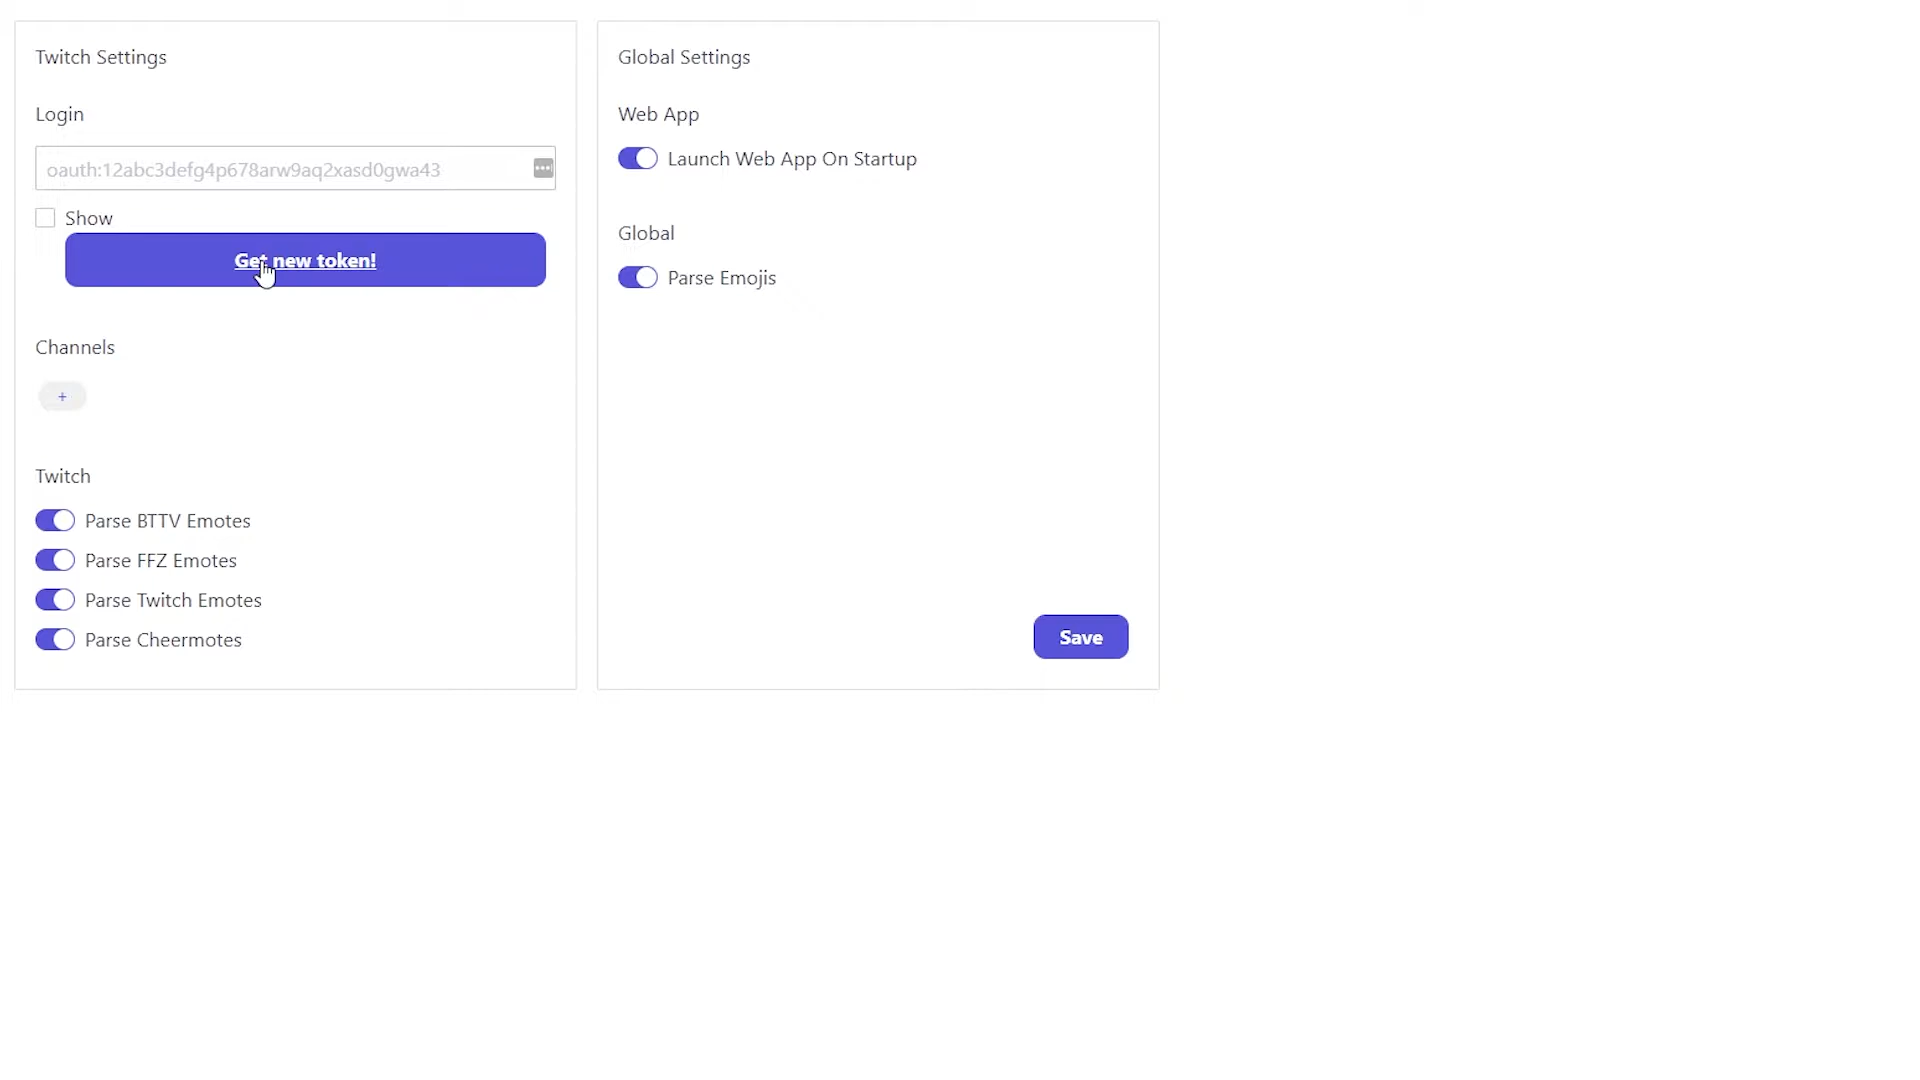 Twitch Settings
Login
oauth:12abc3defg4p678arw9aq2xasd0gwa43
Show
Get new token!
Channels
+
Twitch
Parse BTTV Emotes
Parse FFZ Emotes
Parse Twitch Emotes
Parse Cheermotes
Global Settings
Web App
Launch Web App On Startup
Global
Parse Emojis
Save